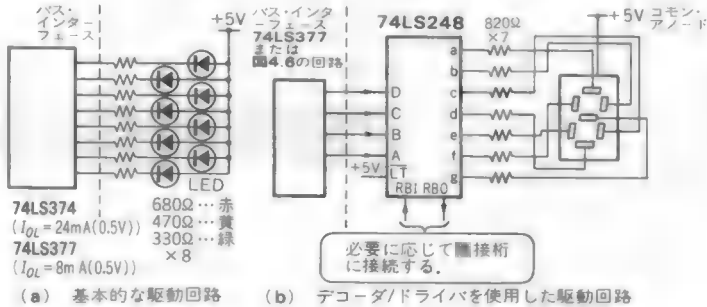 バス・
インター
フェース
+5V
LED
74LS374
(IOL=24mA(0.5V))
74LS377
(IOL=8mA(0.5V))
680Ω…赤
470Ω…黄
330Ω…緑
×8
(a) 基本的な駆動回路
バス・インタ
ーフェース
74LS377
または
図4.6の回路
74LS248
D
C
B
A
+5V
LT
RBI RBO
a
b
c
d
e
f
g
820Ω
×7
+5V コモン・
アノード
必要に応じて接桁
に接続する.
(b) デコーダ/ドライバを使用した駆動回路